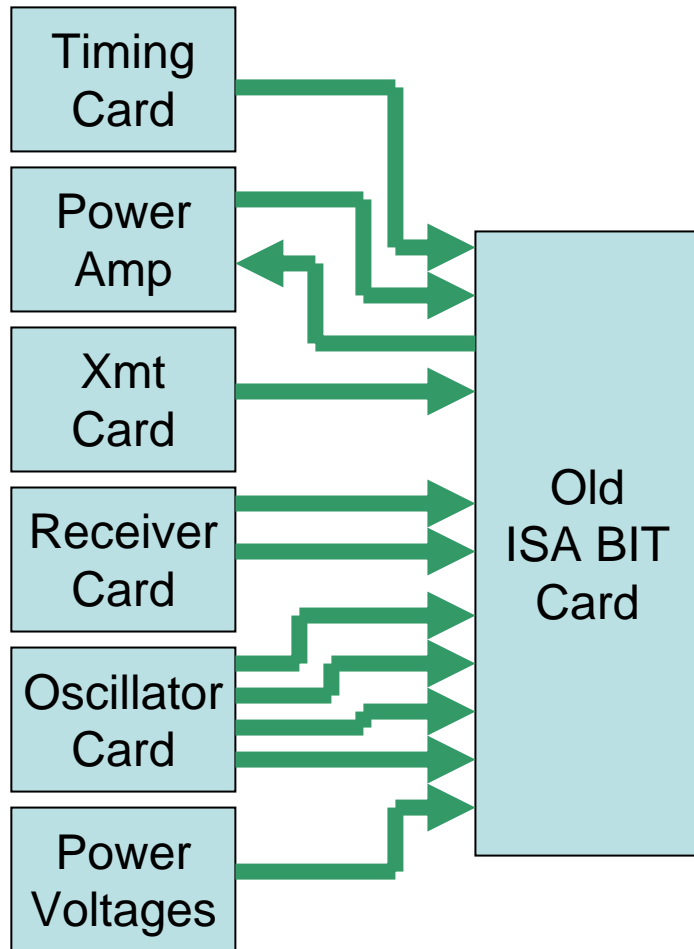 Timing
Card
Power
Amp
Xmt
Card
Receiver
Card
Oscillator
Card
Power
Voltages
Old
ISA BIT
Card